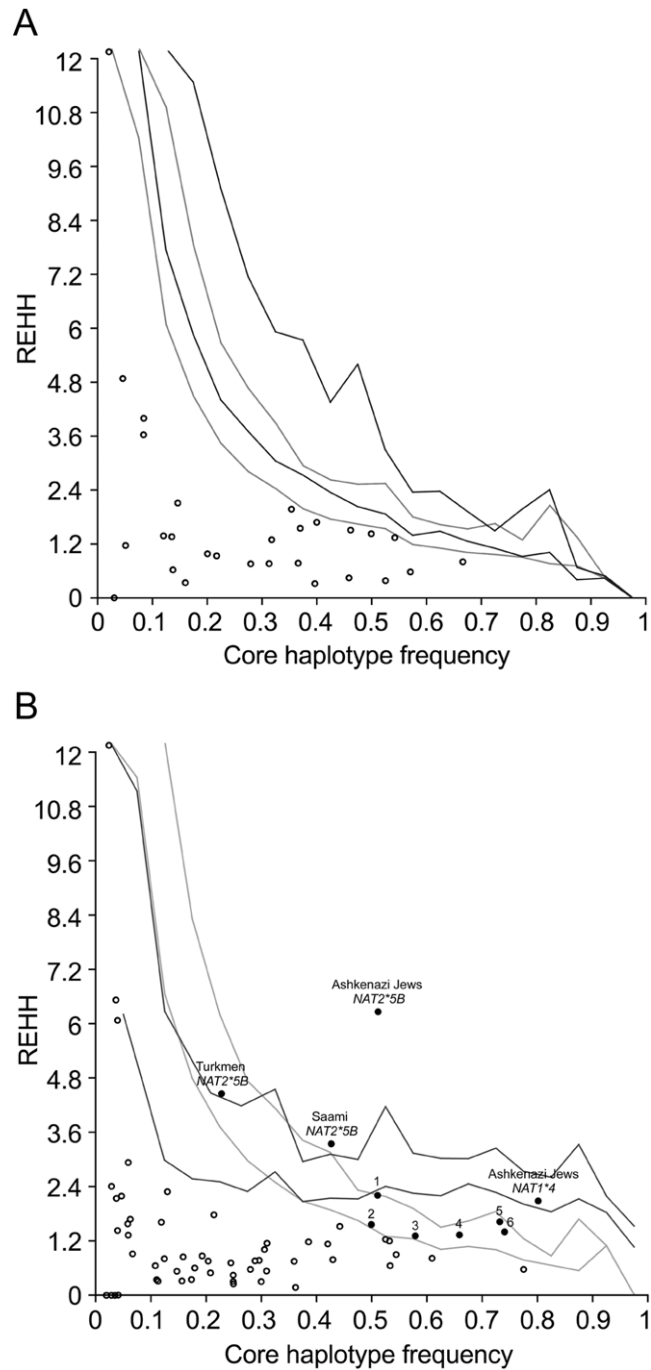 A
12
10.8
9.6
8.4
7.2
6
4.8
3.6
2.4
1.2
0
REHH
0 0.1 0.2 0.3 0.4 0.5 0.6 0.7 0.8 0.9 1
Core haplotype frequency
B
12
10.8
9.6
8.4
7.2
6
4.8
3.6
2.4
1.2
0
REHH
Ashkenazi Jews
NAT2*5B
Turkmen
NAT2*5B
Saami
NAT2*5B
Ashkenazi Jews
NAT1*4
1
2
3
4
5
6
0 0.1 0.2 0.3 0.4 0.5 0.6 0.7 0.8 0.9 1
Core haplotype frequency